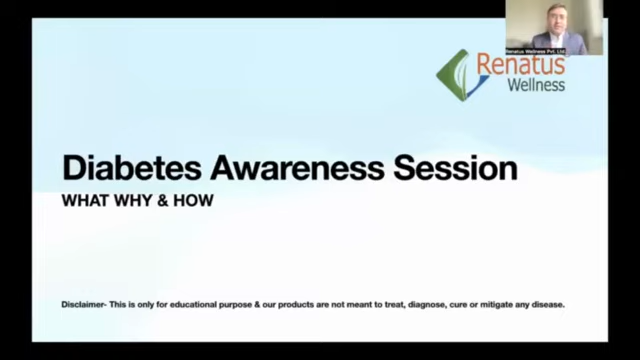 Renatus Wellness Pvt. Ltd.
Renatus
Wellness
Diabetes Awareness Session
WHAT WHY & HOW
Disclaimer- This is only for educational purpose & our products are not meant to treat, diagnose, cure or mitigate any disease.